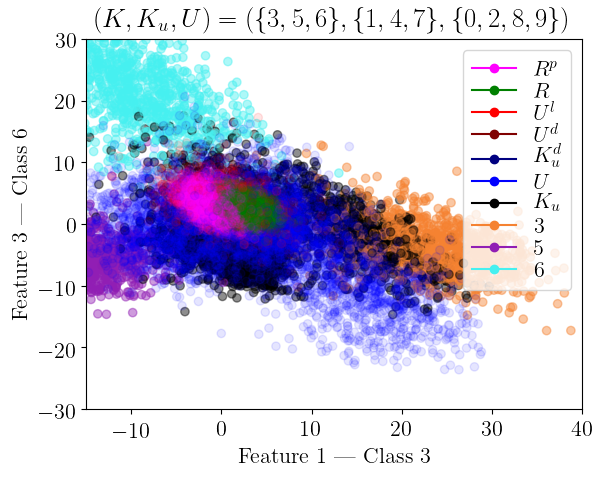 (K, K_u, U) = ({3, 5, 6}, {1, 4, 7}, {0, 2, 8, 9})
30
20
10
0
−10
−20
−30
Feature 3 — Class 6
R^p
R
U^l
U^d
K_u^d
U
K_u
3
5
6
−10
0
10
20
30
40
Feature 1 — Class 3